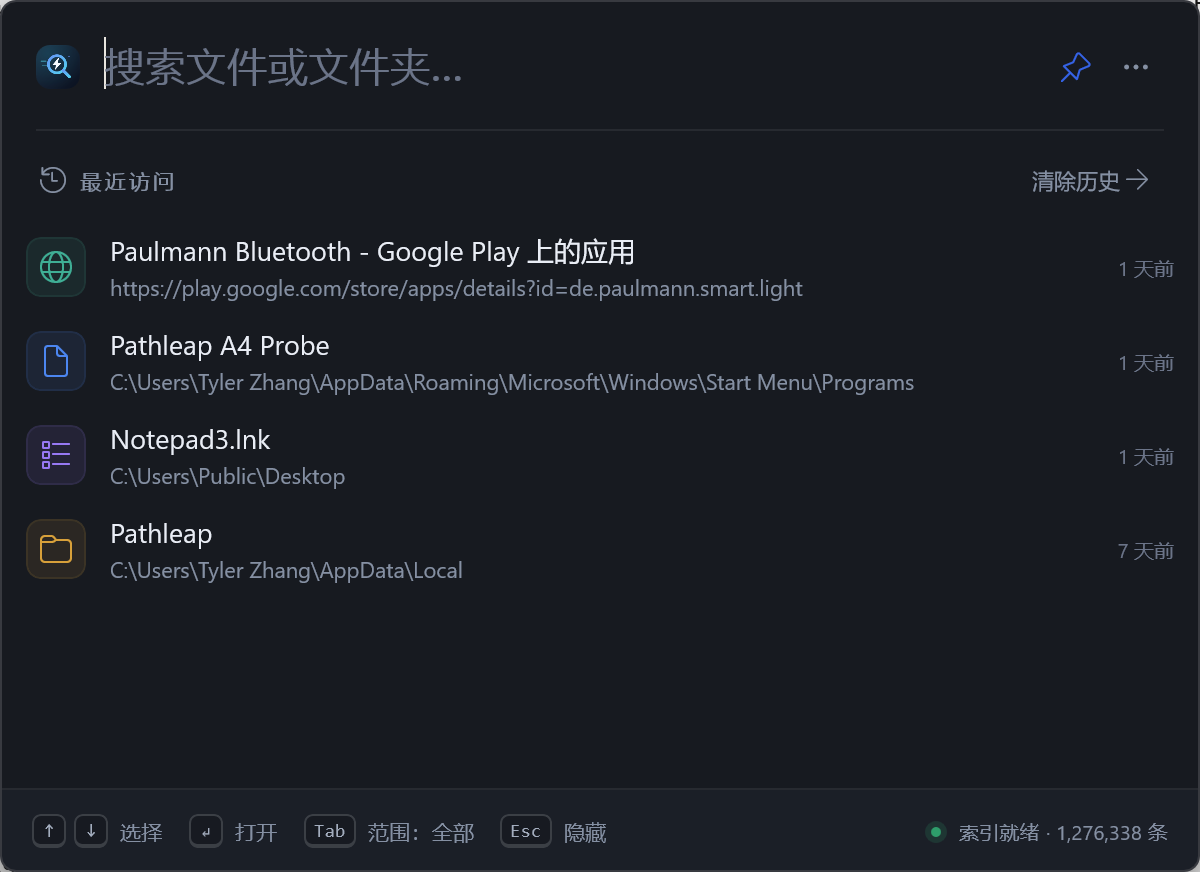 搜索文件或文件夹...
最近访问
清除历史
Paulmann Bluetooth - Google Play 上的应用
https://play.google.com/store/apps/details?id=de.paulmann.smart.light
1 天前
Pathleap A4 Probe
C:\Users\Tyler Zhang\AppData\Roaming\Microsoft\Windows\Start Menu\Programs
1 天前
Notepad3.lnk
C:\Users\Public\Desktop
1 天前
Pathleap
C:\Users\Tyler Zhang\AppData\Local
7 天前
↑ ↓ 选择 ↵ 打开 Tab 范围：全部 Esc 隐藏 索引就绪 · 1,276,338 条